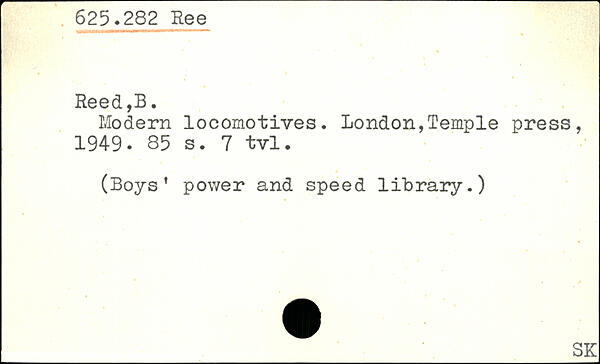 625.282 Ree
Reed,B.
Modern locomotives. London,Temple press,
1949. 85 s. 7 tvl.
(Boys' power and speed library.)
SK